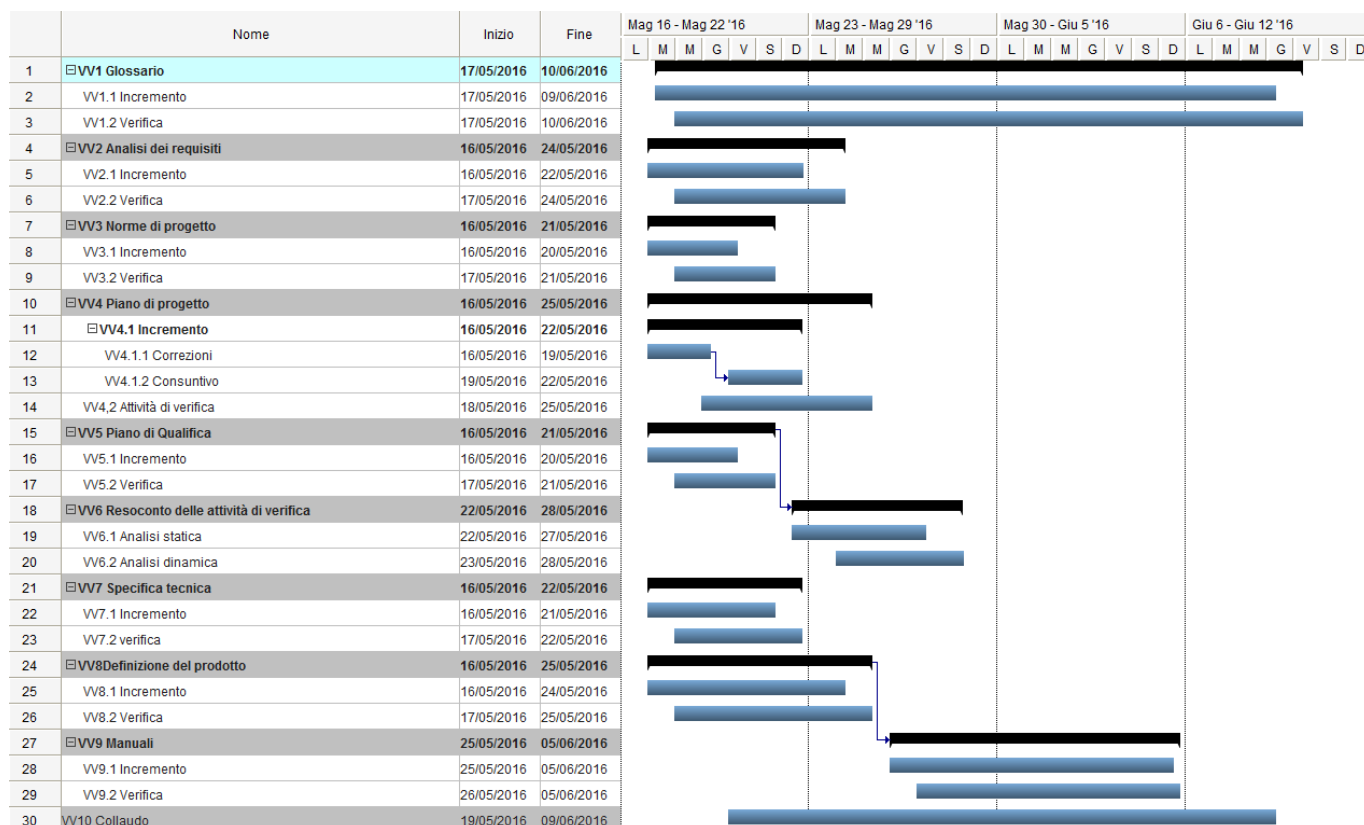 Nome Inizio Fine Mag 16 - Mag 22 '16 Mag 23 - Mag 29 '16 Mag 30 - Giu 5 '16 Giu 6 - Giu 12 '16
L M M G V S D L M M G V S D L M M G V S D L M M G V S D
1 VV1 Glossario 17/05/2016 10/06/2016
2 VV1.1 Incremento 17/05/2016 09/06/2016
3 VV1.2 Verifica 17/05/2016 10/06/2016
4 VV2 Analisi dei requisiti 16/05/2016 24/05/2016
5 VV2.1 Incremento 16/05/2016 22/05/2016
6 VV2.2 Verifica 17/05/2016 24/05/2016
7 VV3 Norme di progetto 16/05/2016 21/05/2016
8 VV3.1 Incremento 16/05/2016 20/05/2016
9 VV3.2 Verifica 17/05/2016 21/05/2016
10 VV4 Piano di progetto 16/05/2016 25/05/2016
11 VV4.1 Incremento 16/05/2016 22/05/2016
12 VV4.1.1 Correzioni 16/05/2016 19/05/2016
13 VV4.1.2 Consuntivo 19/05/2016 22/05/2016
14 VV4,2 Attività di verifica 18/05/2016 25/05/2016
15 VV5 Piano di Qualifica 16/05/2016 21/05/2016
16 VV5.1 Incremento 16/05/2016 20/05/2016
17 VV5.2 Verifica 17/05/2016 21/05/2016
18 VV6 Resoconto delle attività di verifica 22/05/2016 28/05/2016
19 VV6.1 Analisi statica 22/05/2016 27/05/2016
20 VV6.2 Analisi dinamica 23/05/2016 28/05/2016
21 VV7 Specifica tecnica 16/05/2016 22/05/2016
22 VV7.1 Incremento 16/05/2016 21/05/2016
23 VV7.2 verifica 17/05/2016 22/05/2016
24 VV8Definizione del prodotto 16/05/2016 25/05/2016
25 VV8.1 Incremento 16/05/2016 24/05/2016
26 VV8.2 Verifica 17/05/2016 25/05/2016
27 VV9 Manuali 25/05/2016 05/06/2016
28 VV9.1 Incremento 25/05/2016 05/06/2016
29 VV9.2 Verifica 26/05/2016 05/06/2016
30 VV10 Collaudo 19/05/2016 09/06/2016